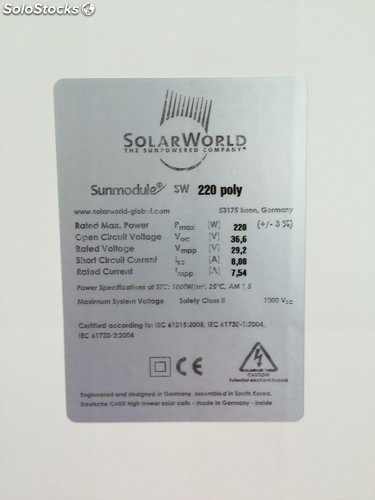 SoloStocks
SOLARWORLD
THE SUNPOWERED COMPANY®
Sunmodule® SW 220 poly
www.solarworld-global.com 53175 Bonn, Germany
Rated Max. Power Pmax [W] 220 (+/- 3 %)
Open Circuit Voltage Voc [V] 36,6
Rated Voltage Vmpp [V] 29,2
Short Circuit Current Isc [A] 8,08
Rated Current Impp [A] 7,54
Power Specifications at STC: 1000W/m², 25°C, AM 1,5
Maximum System Voltage Safety Class II 1000 VDC
Certified according to: IEC 61215:2005, IEC 61730-1:2004,
IEC 61730-2:2004
CE
CAUTION!
Potential electrical hazard
Engineered and designed in Germany, assembled in South Korea.
Deutsche Cell® high power solar cells - made in Germany - inside